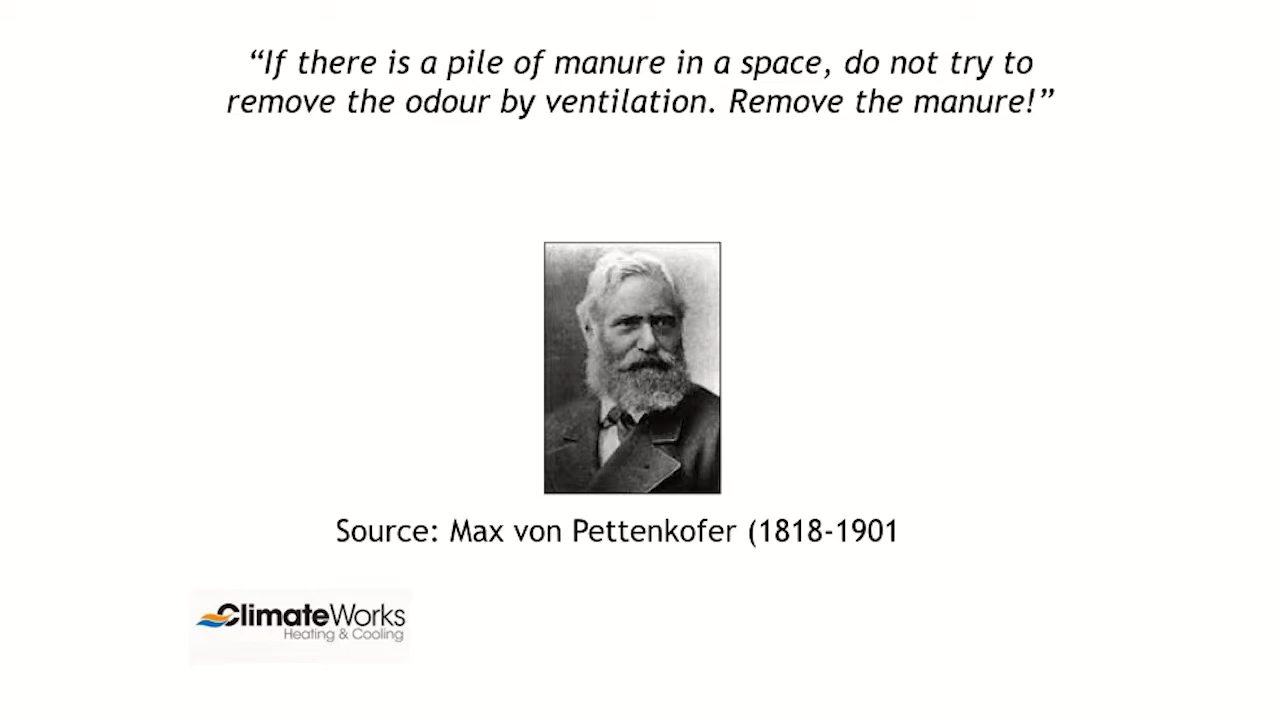 “If there is a pile of manure in a space, do not try to
remove the odour by ventilation. Remove the manure!”
Source: Max von Pettenkofer (1818-1901
ClimateWorks
Heating & Cooling